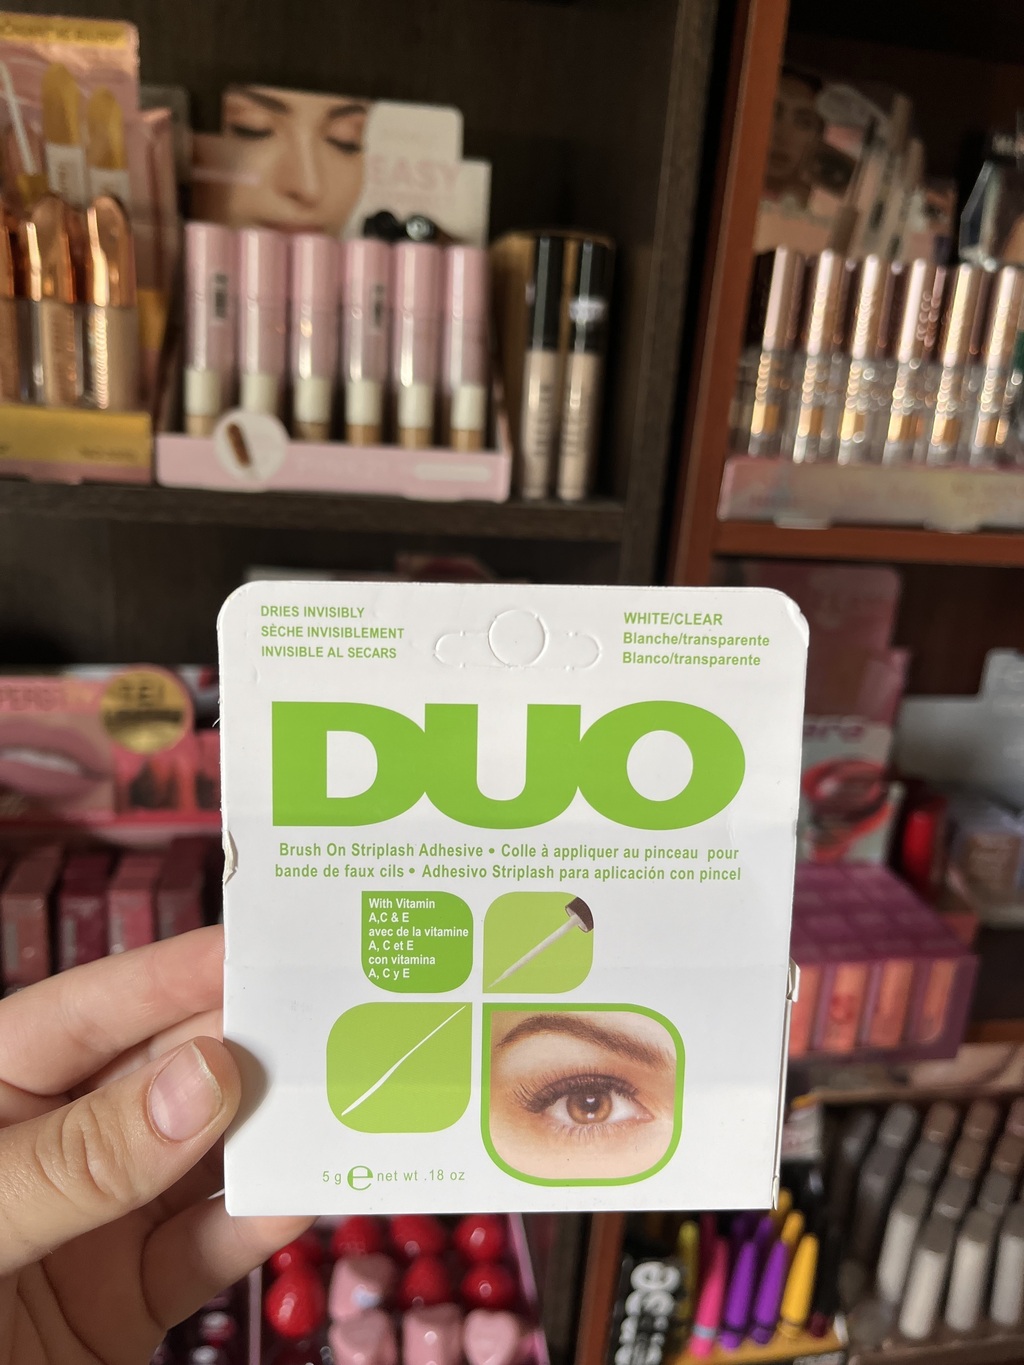 EASY
DRIES INVISIBLY
SÈCHE INVISIBLEMENT
INVISIBLE AL SECARS
WHITE/CLEAR
Blanche/transparente
Blanco/transparente
DUO
Brush On Striplash Adhesive • Colle à appliquer au pinceau pour
bande de faux cils • Adhesivo Striplash para aplicación con pincel
With Vitamin
A,C & E
avec de la vitamine
A, C et E
con vitamina
A, C y E
5 g e net wt .18 oz